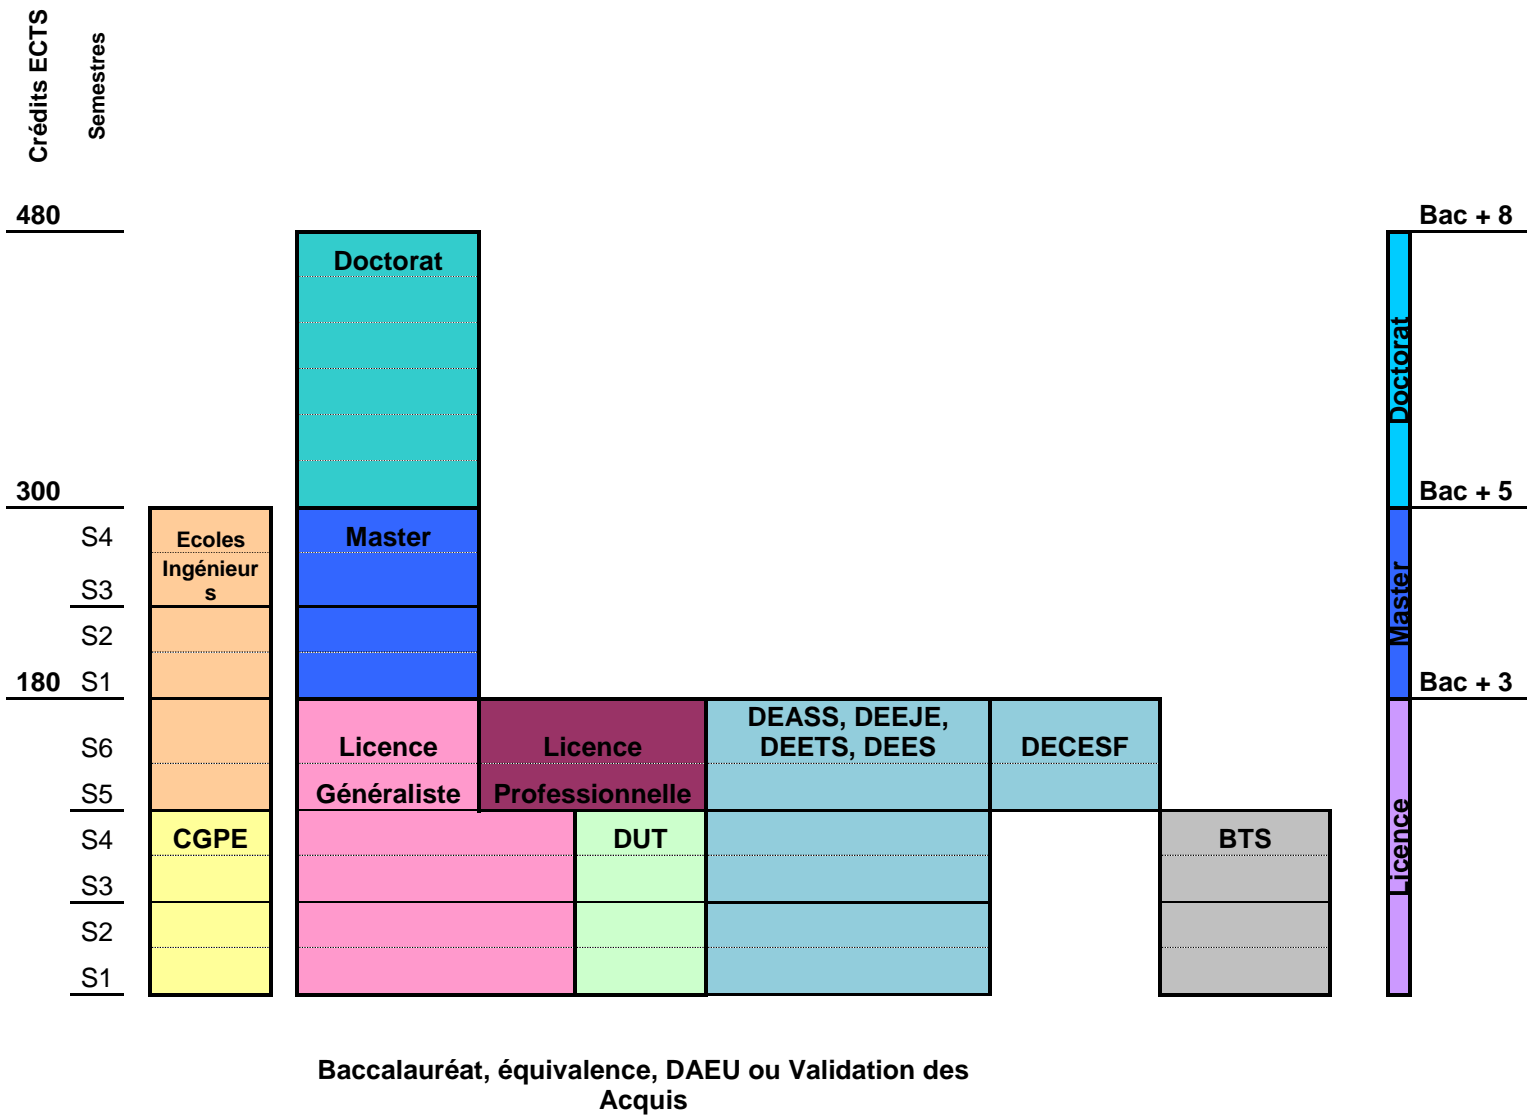 Crédits ECTS
Semestres
480
Bac + 8
Doctorat
Doctorat
300
Bac + 5
S4
Ecoles
Master
Ingénieur
S3
s
Master
S2
180
S1
Bac + 3
DEASS, DEEJE,
S6
Licence
Licence
DEETS, DEES
DECESF
S5
Généraliste
Professionnelle
S4
CGPE
DUT
BTS
Licence
S3
S2
S1
Baccalauréat, équivalence, DAEU ou Validation des
Acquis